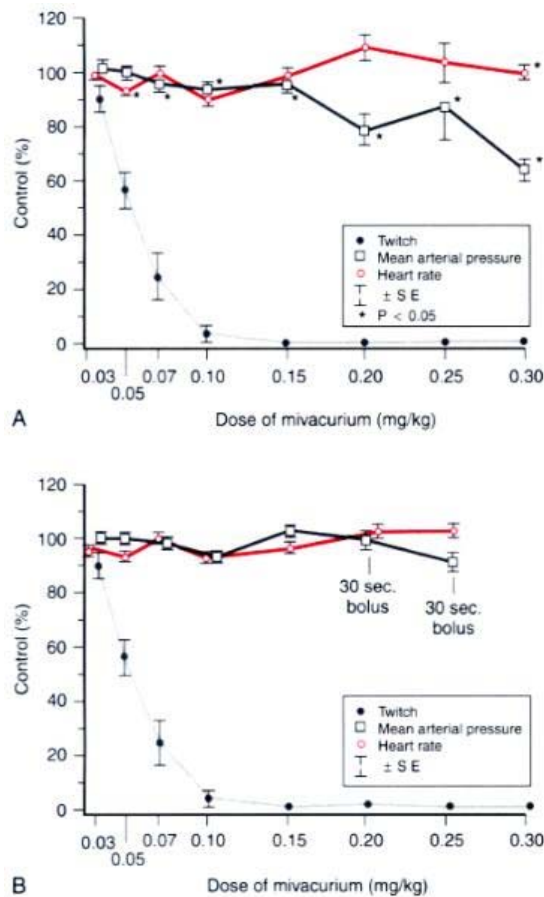 120
100
80
60
40
20
0
Control (%)
* * * * * * * *
Twitch
Mean arterial pressure
Heart rate
± S E
* P < 0.05
0.03 0.07 0.10 0.15 0.20 0.25 0.30
0.05
A
Dose of mivacurium (mg/kg)
120
100
80
60
40
20
0
Control (%)
30 sec.
bolus
30 sec.
bolus
Twitch
Mean arterial pressure
Heart rate
± S E
0.03 0.07 0.10 0.15 0.20 0.25 0.30
0.05
B
Dose of mivacurium (mg/kg)